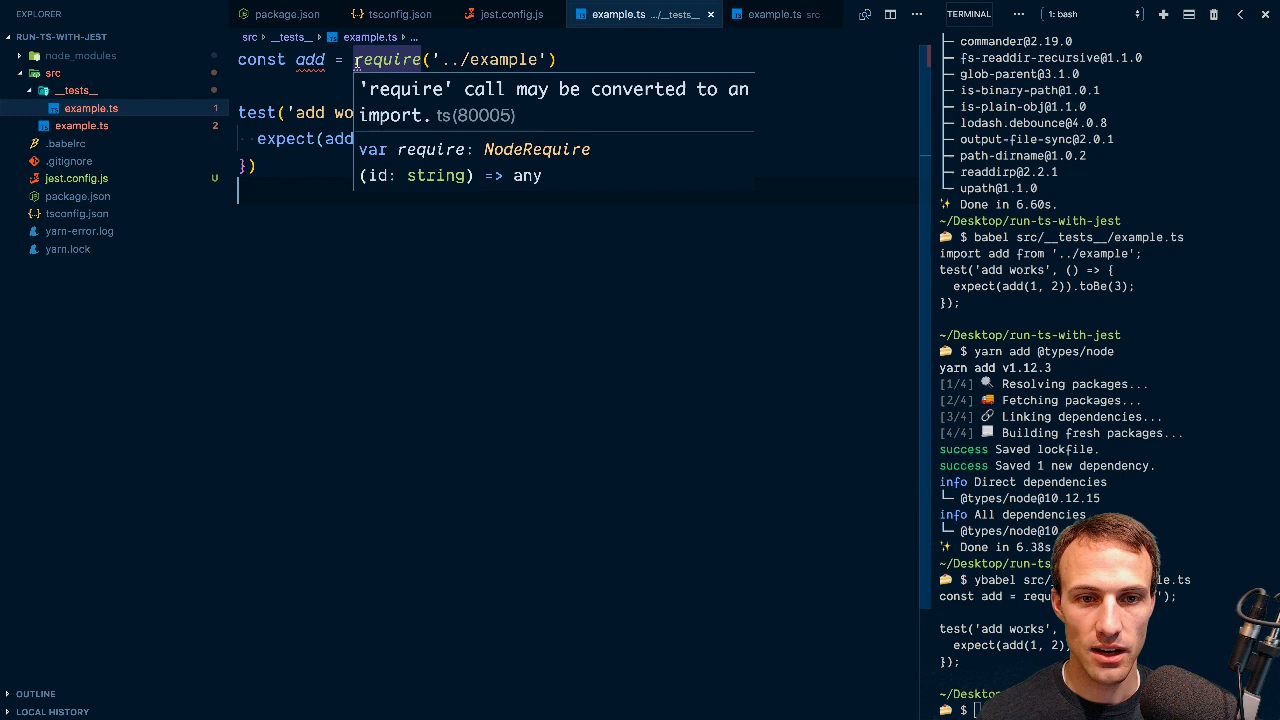 EXPLORER
RUN-TS-WITH-JEST
node_modules
src
__tests__
example.ts 1
example.ts 2
.babelrc
.gitignore
jest.config.js U
package.json
tsconfig.json
yarn-error.log
yarn.lock
OUTLINE
LOCAL HISTORY
package.json
tsconfig.json
jest.config.js
example.ts .../__tests__
example.ts src
src
__tests__
example.ts
...
const add = require('../example')
'require' call may be converted to an
import. ts(80005)
var require: NodeRequire
(id: string) => any
test('add wo
expect(add
})
TERMINAL
1: bash
├─ commander@2.19.0
├─ fs-readdir-recursive@1.1.0
├─ glob-parent@3.1.0
├─ is-binary-path@1.0.1
├─ is-plain-obj@1.1.0
├─ lodash.debounce@4.0.8
├─ output-file-sync@2.0.1
├─ path-dirname@1.0.2
├─ readdirp@2.2.1
└─ upath@1.1.0
✨ Done in 6.60s.
~/Desktop/run-ts-with-jest
🍰 $ babel src/__tests__/example.ts
import add from '../example';
test('add works', () => {
expect(add(1, 2)).toBe(3);
});
~/Desktop/run-ts-with-jest
🍰 $ yarn add @types/node
yarn add v1.12.3
[1/4] 🔍 Resolving packages...
[2/4] 🚚 Fetching packages...
[3/4] 🔗 Linking dependencies...
[4/4] 📃 Building fresh packages...
success Saved lockfile.
success Saved 1 new dependency.
info Direct dependencies
└─ @types/node@10.12.15
info All dependencies
└─ @types/node@10
✨ Done in 6.38s
~/Desktop/run-ts
🍰 $ ybabel src/ le.ts
const add = requ ');
test('add works',
expect(add(1, 2)
});
~/Deskto
🍰 $